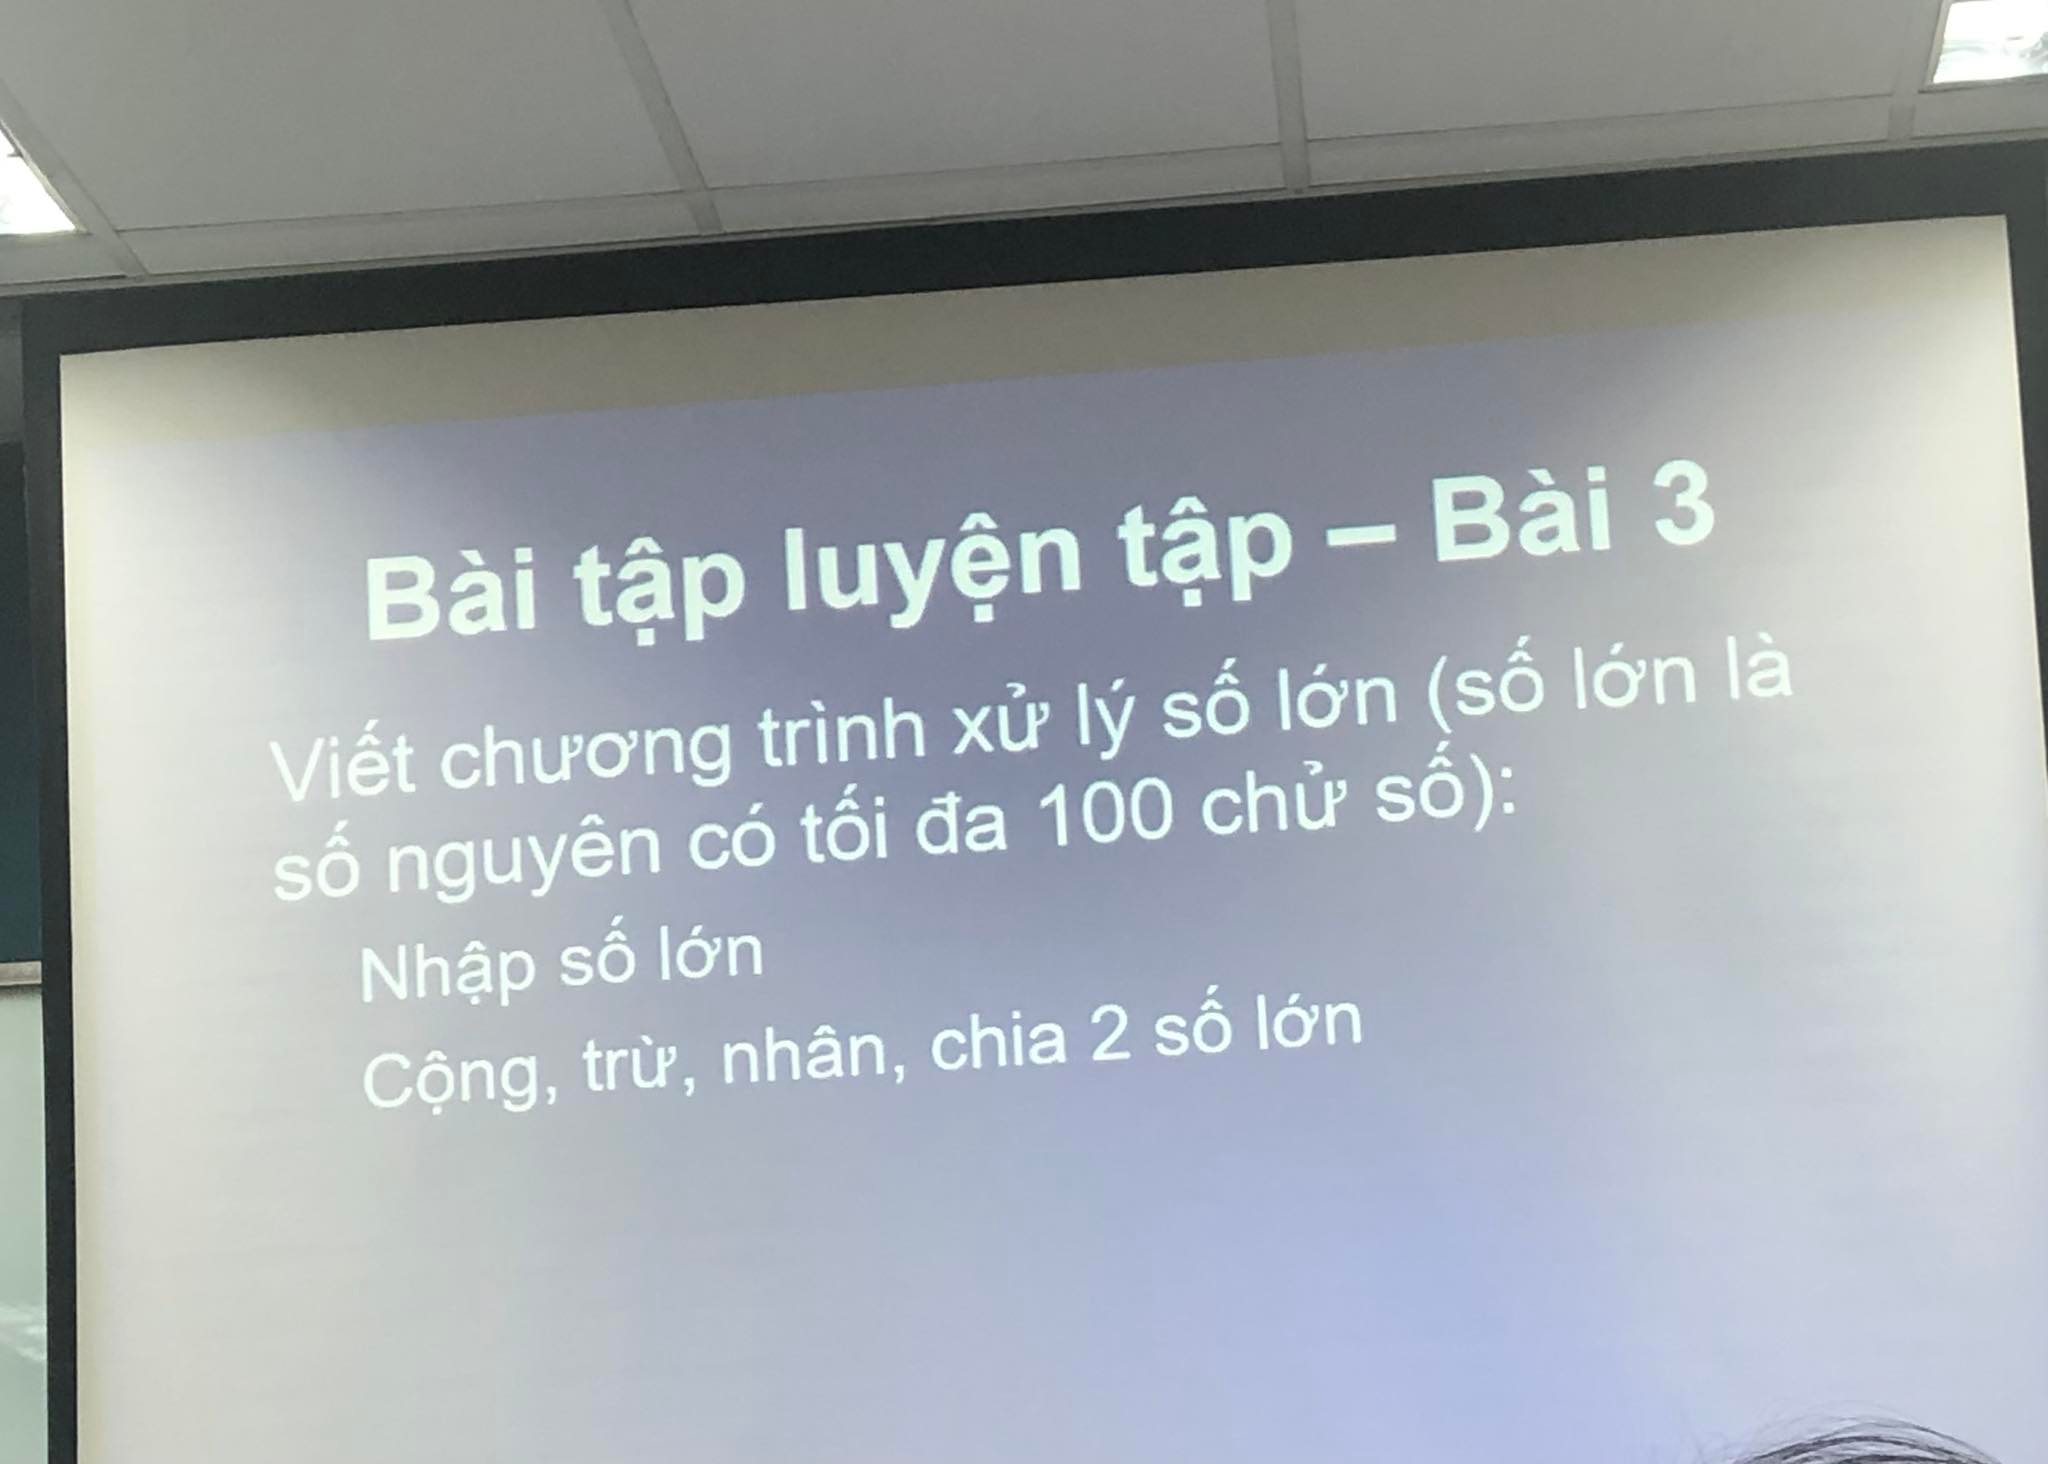 Bài tập luyện tập – Bài 3
Viết chương trình xử lý số lớn (số lớn là
số nguyên có tối đa 100 chử số):
Nhập số lớn
Cộng, trừ, nhân, chia 2 số lớn